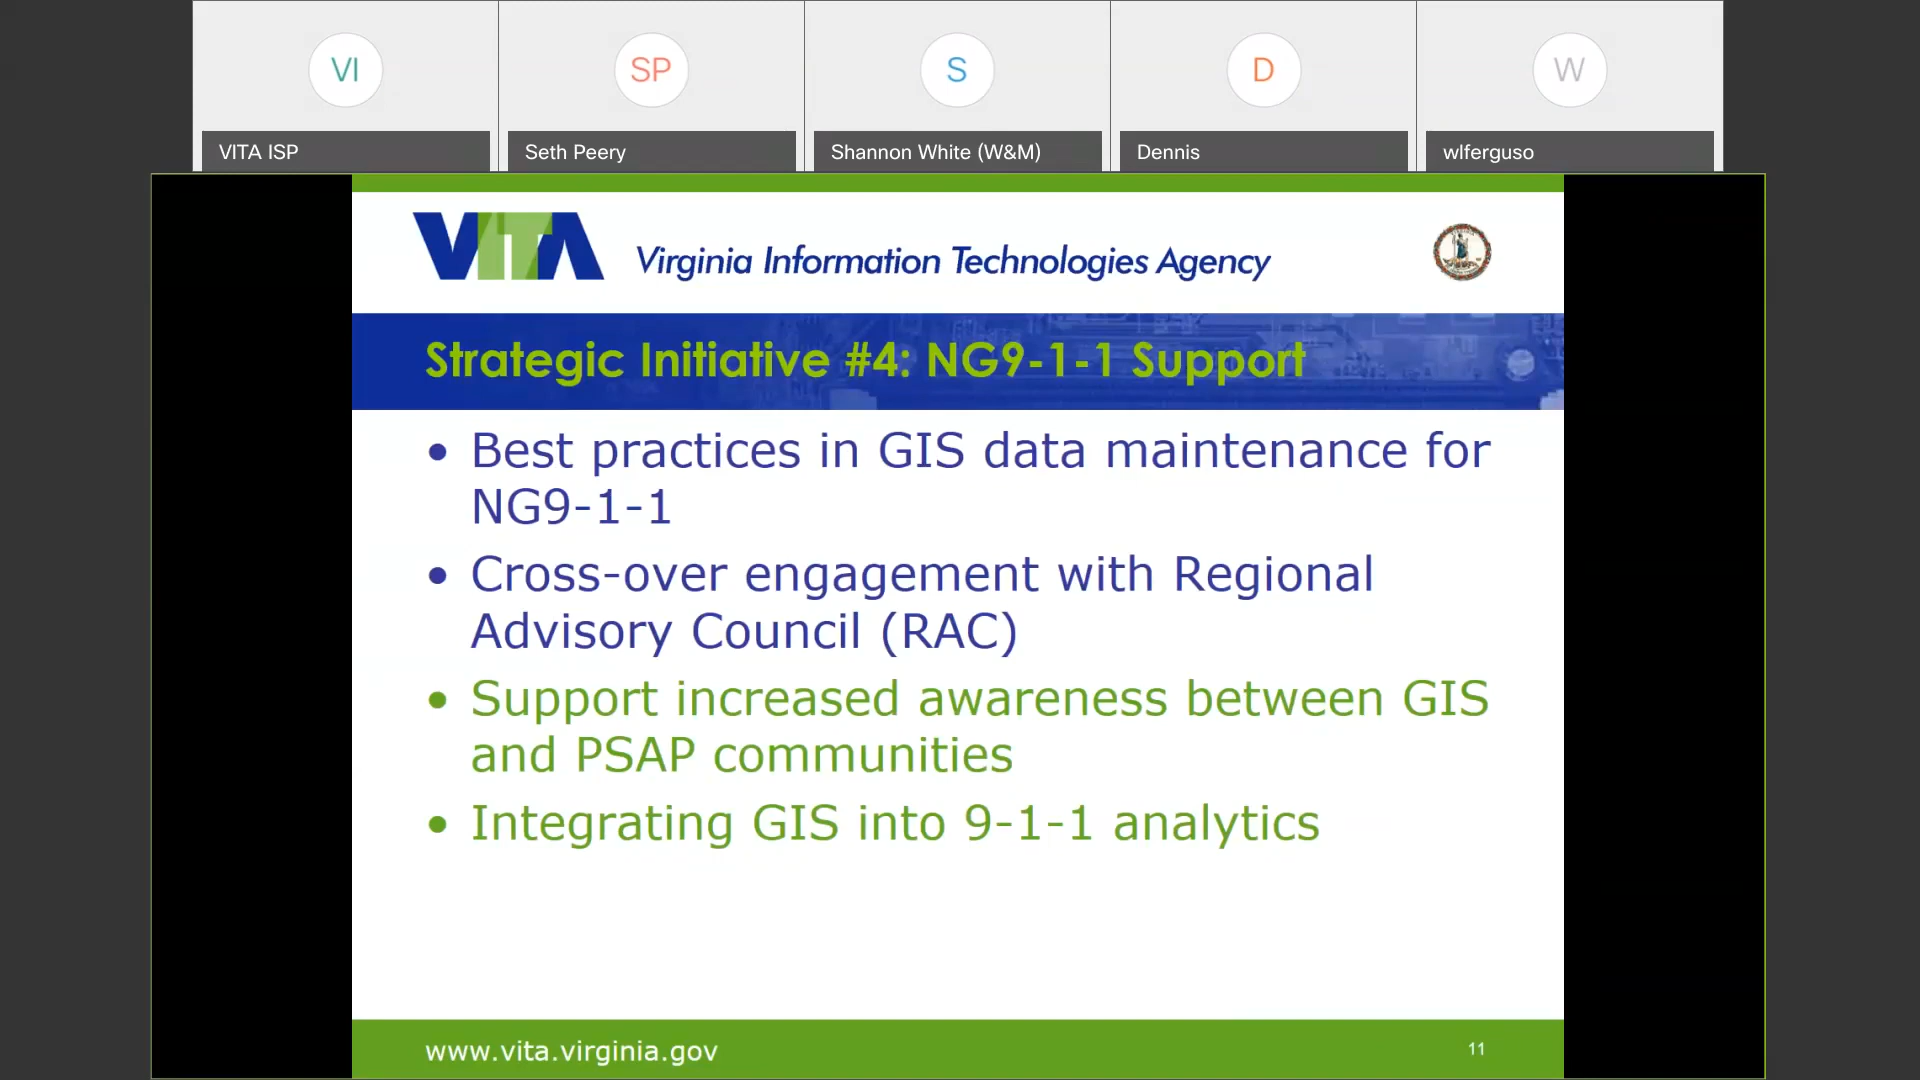 VI
SP
S
D
W
VITA ISP
Seth Peery
Shannon White (W&M)
Dennis
wlferguso
VITA
Virginia Information Technologies Agency
Strategic Initiative #4: NG9-1-1 Support
• Best practices in GIS data maintenance for
NG9-1-1
• Cross-over engagement with Regional
Advisory Council (RAC)
• Support increased awareness between GIS
and PSAP communities
• Integrating GIS into 9-1-1 analytics
www.vita.virginia.gov
11